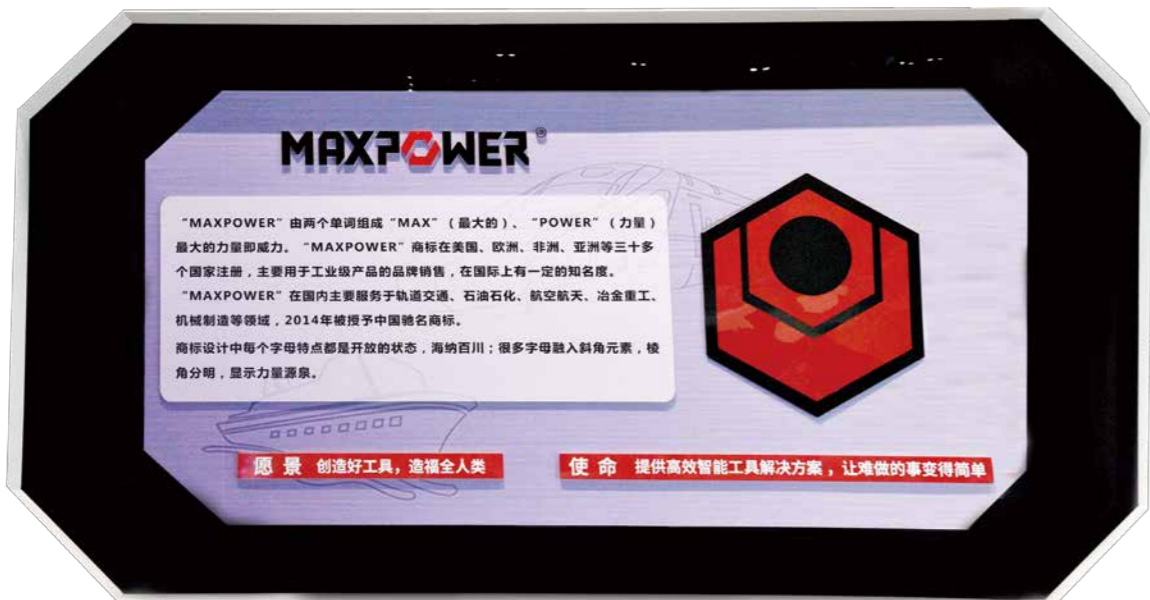 MAXPOWER®
“MAXPOWER”由两个单词组成“MAX”（最大的）、“POWER”（力量）
最大的力量即威力。“MAXPOWER”商标在美国、欧洲、非洲、亚洲等三十多
个国家注册，主要用于工业级产品的品牌销售，在国际上有一定的知名度。
“MAXPOWER”在国内主要服务于轨道交通、石油石化、航空航天、冶金重工、
机械制造等领域，2014年被授予中国驰名商标。
商标设计中每个字母特点都是开放的状态，海纳百川；很多字母融入斜角元素，棱
角分明，显示力量源泉。
愿景 创造好工具，造福全人类
使命 提供高效智能工具解决方案，让难做的事变得简单